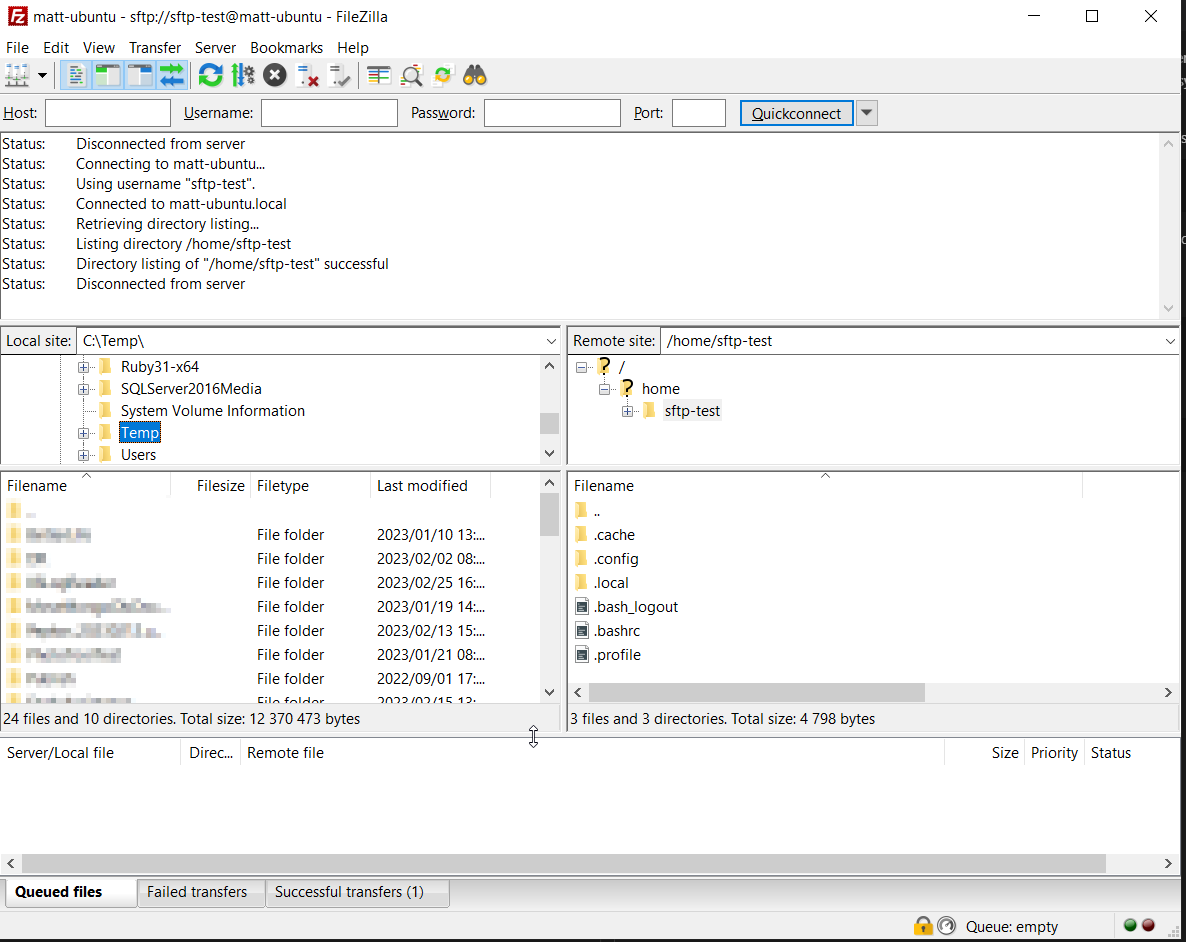 matt-ubuntu - sftp://sftp-test@matt-ubuntu - FileZilla
File Edit View Transfer Server Bookmarks Help
Host: Username: Password: Port: Quickconnect
Status: Disconnected from server
Status: Connecting to matt-ubuntu...
Status: Using username "sftp-test".
Status: Connected to matt-ubuntu.local
Status: Retrieving directory listing...
Status: Listing directory /home/sftp-test
Status: Directory listing of "/home/sftp-test" successful
Status: Disconnected from server
Local site: C:\Temp\
Ruby31-x64
SQLServer2016Media
System Volume Information
Temp
Users
Remote site: /home/sftp-test
/
home
sftp-test
Filename Filesize Filetype Last modified
File folder 2023/01/10 13:...
File folder 2023/02/02 08:...
File folder 2023/02/25 16:...
File folder 2023/01/19 14:...
File folder 2023/02/13 15:...
File folder 2023/01/21 08:...
File folder 2022/09/01 17:...
File folder 2023/02/15 13:...
24 files and 10 directories. Total size: 12 370 473 bytes
Filename
..
.cache
.config
.local
.bash_logout
.bashrc
.profile
3 files and 3 directories. Total size: 4 798 bytes
Server/Local file Direc... Remote file Size Priority Status
Queued files Failed transfers Successful transfers (1)
Queue: empty